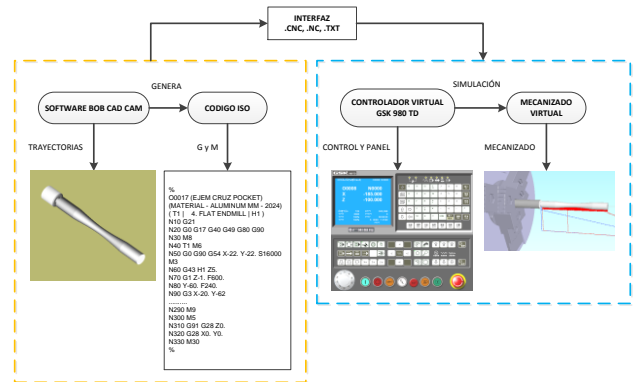 INTERFAZ
.CNC, .NC, .TXT
GENERA
SIMULACIÓN
SOFTWARE BOB CAD CAM
CODIGO ISO
CONTROLADOR VIRTUAL
GSK 980 TD
MECANIZADO
VIRTUAL
TRAYECTORIAS
G y M
CONTROL Y PANEL
MECANIZADO
%
O0017 (EJEM CRUZ POCKET)
(MATERIAL - ALUMINUM MM - 2024)
( T1 | 4. FLAT ENDMILL | H1 )
N10 G21
N20 G0 G17 G40 G49 G80 G90
N30 M8
N40 T1 M6
N50 G0 G90 G54 X-22. Y-22. S16000
M3
N60 G43 H1 Z5.
N70 G1 Z-1. F600.
N80 Y-60. F240.
N90 G3 X-20. Y-62
..........
N290 M9
N300 M5
N310 G91 G28 Z0.
N320 G28 X0. Y0.
N330 M30
%